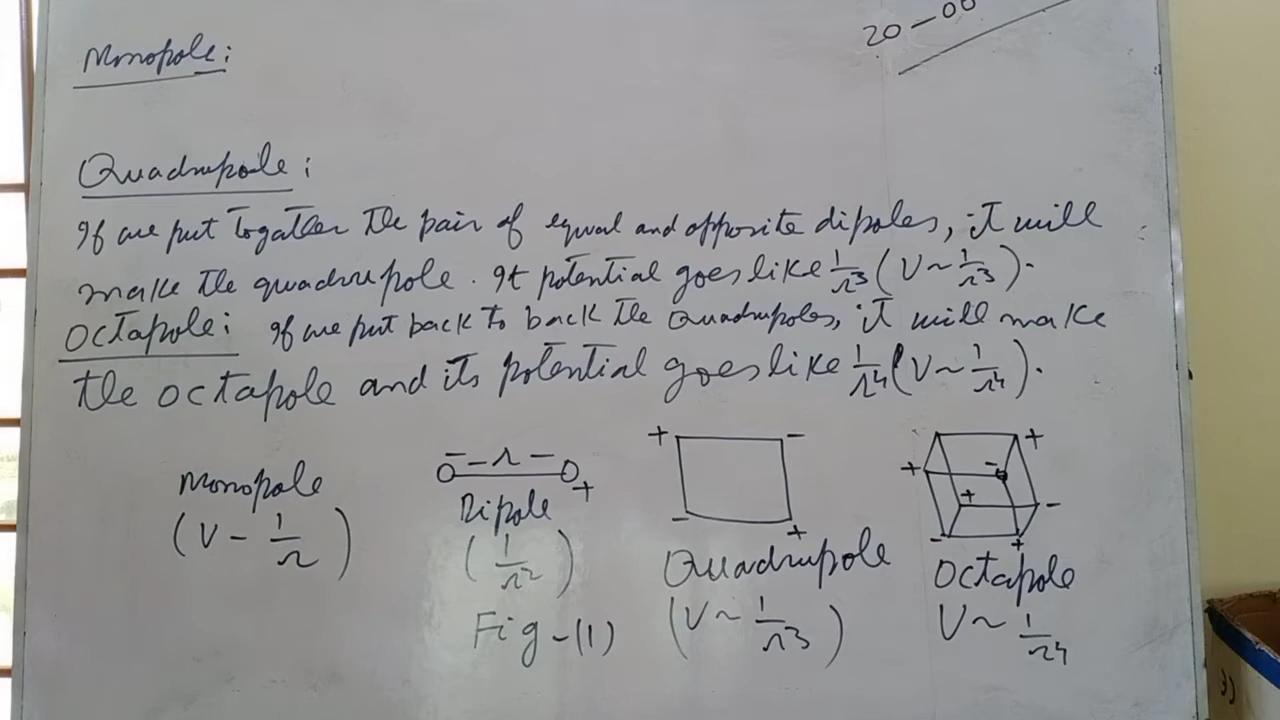 20-00
Monopole:
Quadrupole:
If are put togather the pair of equal and opposite dipoles, it will
make the quadrupole. It potential goes like 1/r³ (V ~ 1/r³).
Octapole: If are put back to back the Quadrupoles, it will make
the octapole and its potential goes like 1/r⁴ (V ~ 1/r⁴).
Monopole
(V - 1/r)
- - r - +
Dipole
(1/r²)
Fig-(1)
+ -
- +
Quadrupole
(V ~ 1/r³)
+
+ -
+ -
- +
Octapole
V ~ 1/r⁴